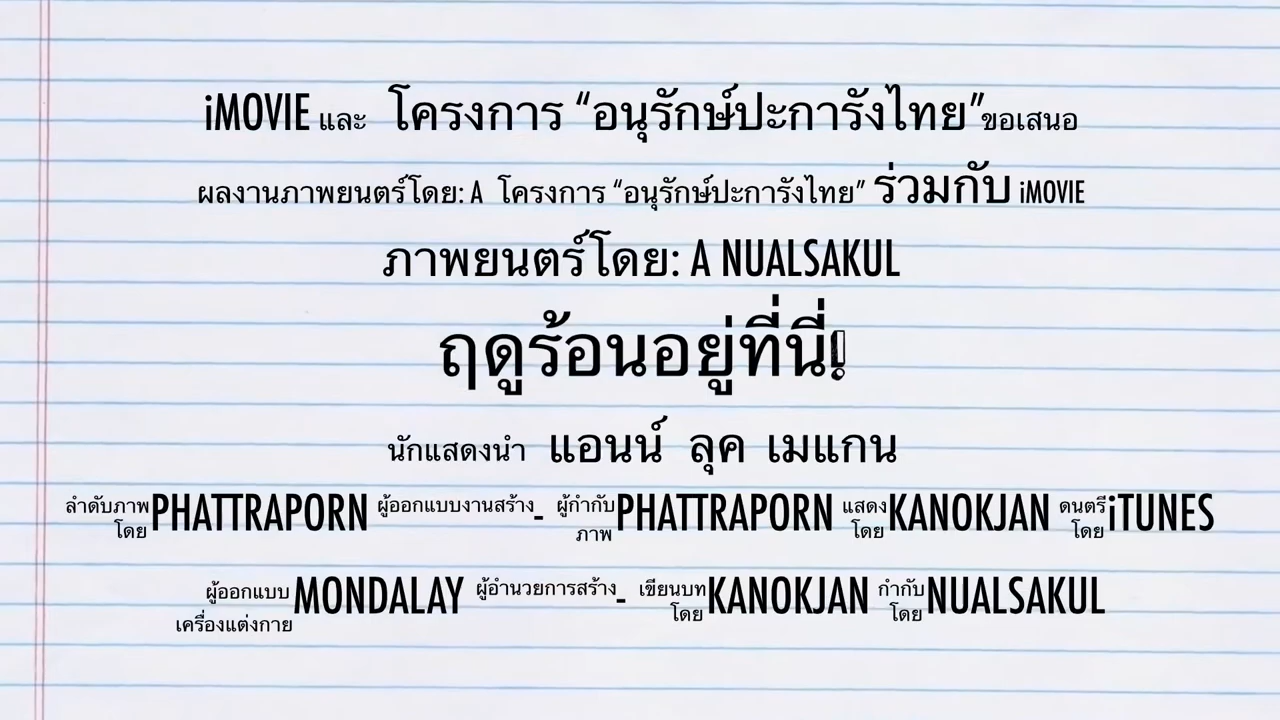 iMOVIE และ โครงการ “อนุรักษ์ปะการังไทย”ขอเสนอ
ผลงานภาพยนตร์โดย: A โครงการ “อนุรักษ์ปะการังไทย” ร่วมกับ iMOVIE
ภาพยนตร์โดย: A NUALSAKUL
ฤดูร้อนอยู่ที่นี่!
นักแสดงนำ แอนน์ ลุค เมแกน
ลำดับภาพโดย PHATTRAPORN ผู้ออกแบบงานสร้าง- ผู้กำกับภาพ PHATTRAPORN แสดงโดย KANOKJAN ดนตรีโดย iTUNES
ผู้ออกแบบเครื่องแต่งกาย MONDALAY ผู้อำนวยการสร้าง- เขียนบทโดย KANOKJAN กำกับโดย NUALSAKUL